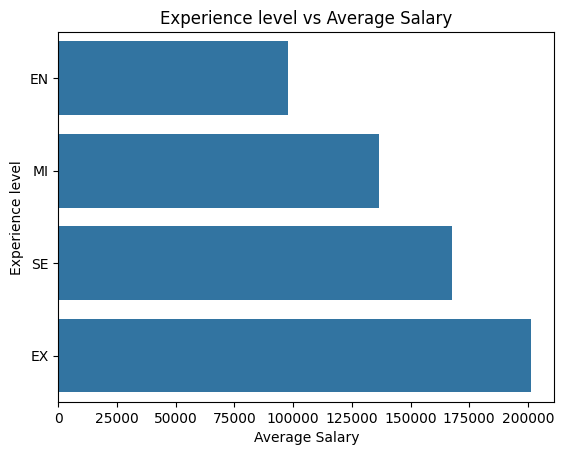 Experience level vs Average Salary
Experience level
EN
MI
SE
EX
0 25000 50000 75000 100000 125000 150000 175000 200000
Average Salary